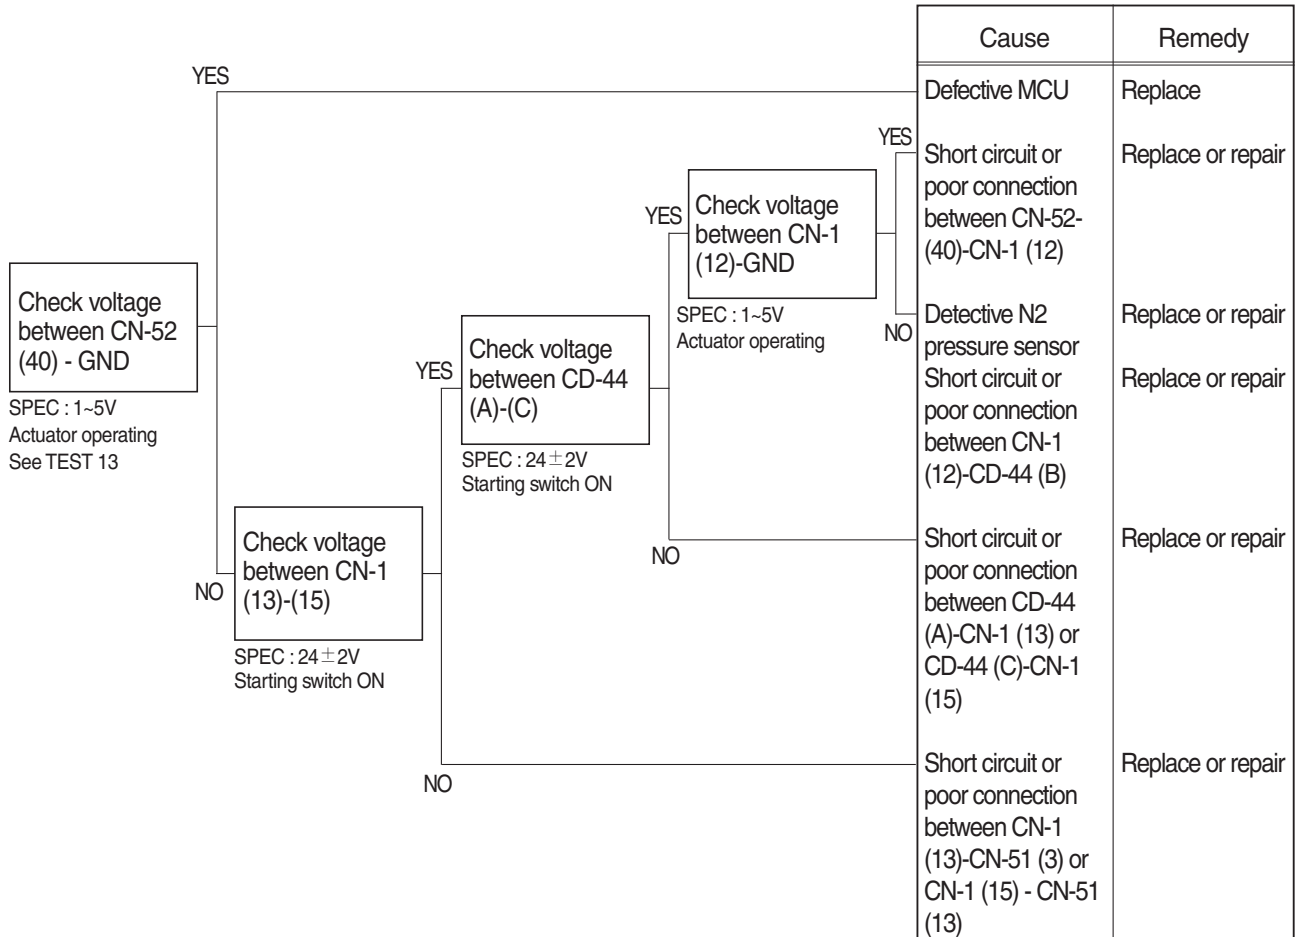 Cause
Remedy
YES
Defective MCU
Replace
YES
Short circuit or
poor connection
between CN-52-
(40)-CN-1 (12)
Replace or repair
YES
Check voltage
between CN-1
(12)-GND
SPEC : 1~5V
Actuator operating
NO
Detective N2
pressure sensor
Replace or repair
Short circuit or
poor connection
between CN-1
(12)-CD-44 (B)
Replace or repair
Check voltage
between CN-52
(40) - GND
SPEC : 1~5V
Actuator operating
See TEST 13
YES
Check voltage
between CD-44
(A)-(C)
SPEC : 24±2V
Starting switch ON
NO
Short circuit or
poor connection
between CD-44
(A)-CN-1 (13) or
CD-44 (C)-CN-1
(15)
Replace or repair
NO
Check voltage
between CN-1
(13)-(15)
SPEC : 24±2V
Starting switch ON
NO
Short circuit or
poor connection
between CN-1
(13)-CN-51 (3) or
CN-1 (15) - CN-51
(13)
Replace or repair